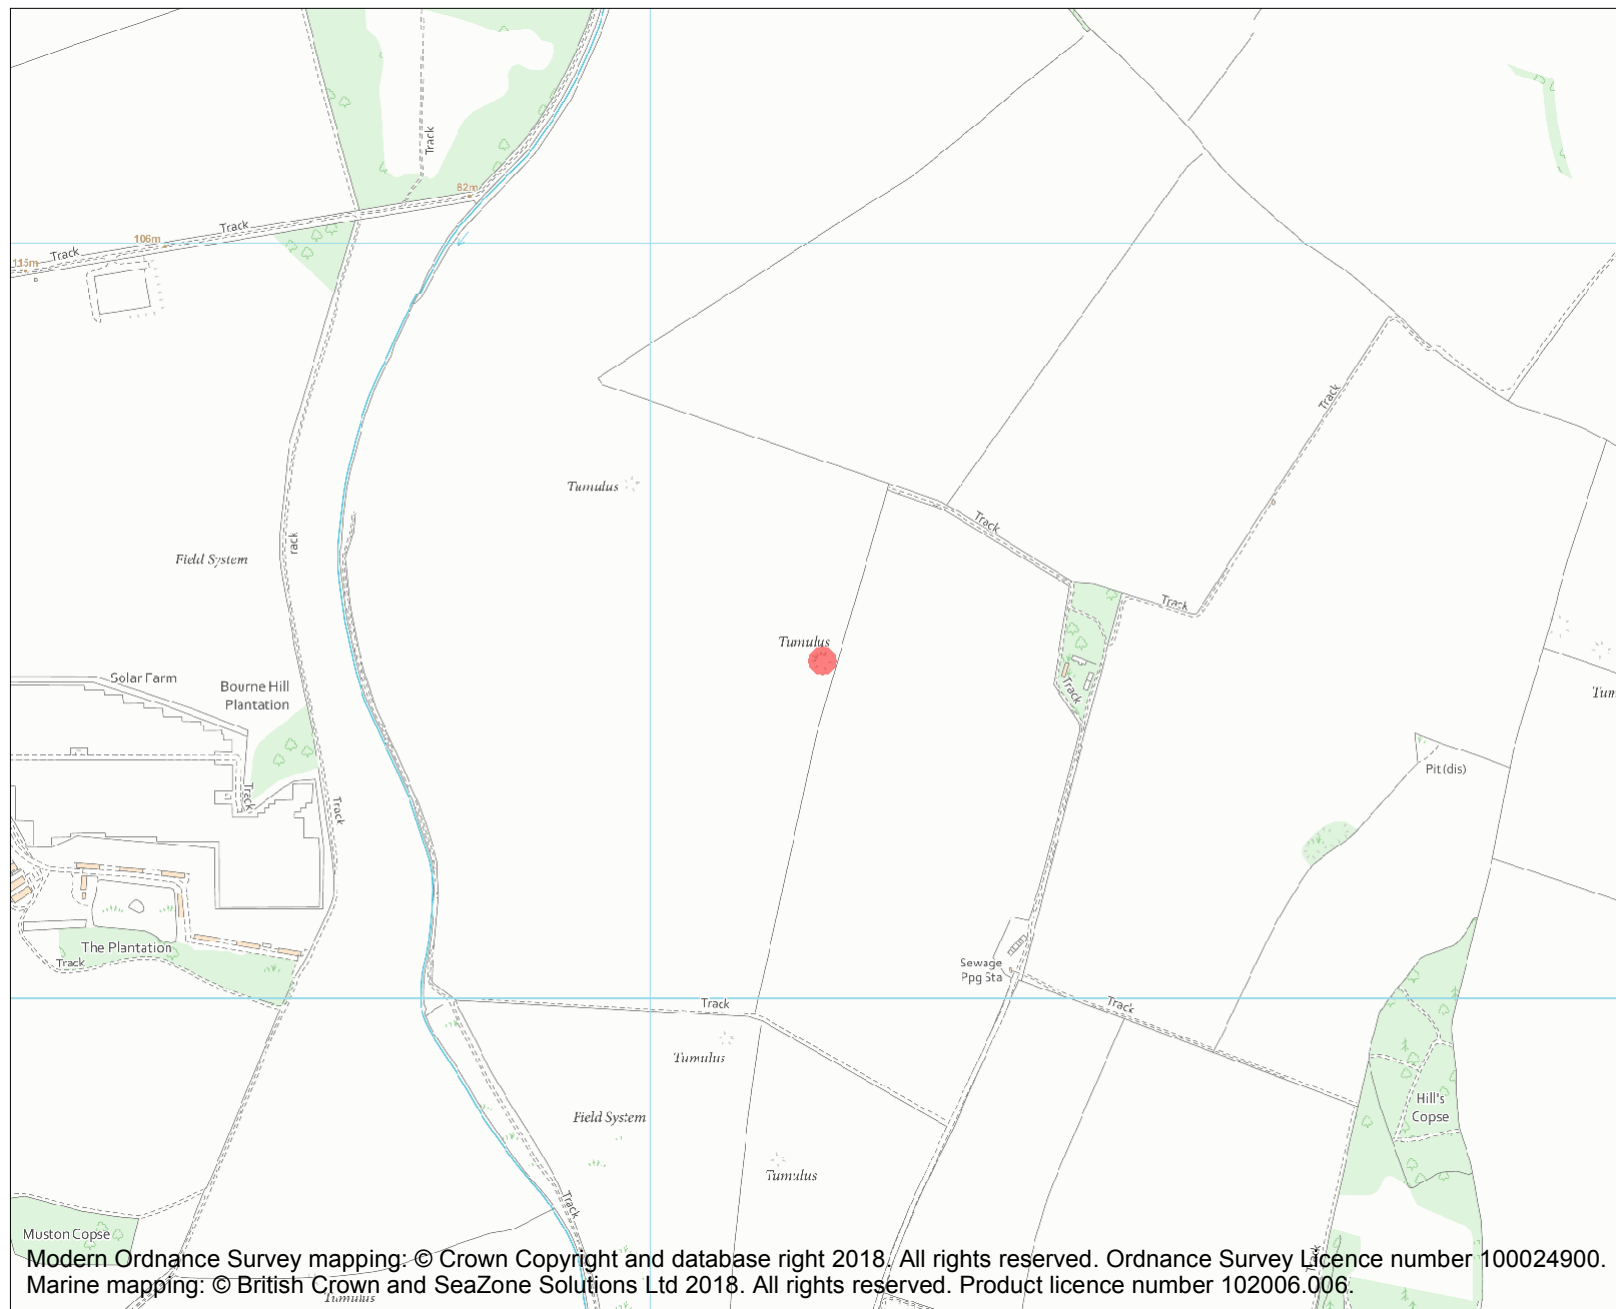 Track
82m
Track
106m
Track
115m
Track
Tumulus
Track
Field System
rack
Track
Tumulus
Solar Farm
Bourne Hill
Plantation
Track
Tum
Pit (dis)
Track
Track
The Plantation
Track
Sewage
Ppg Sta
Track
Track
Tumulus
Hill's
Copse
Field System
Tumulus
Track
Muston Copse
Track
Modern Ordnance Survey mapping: © Crown Copyright and database right 2018. All rights reserved. Ordnance Survey Licence number 100024900.
Marine mapping: © British Crown and SeaZone Solutions Ltd 2018. All rights reserved. Product licence number 102006.006.
Tumulus